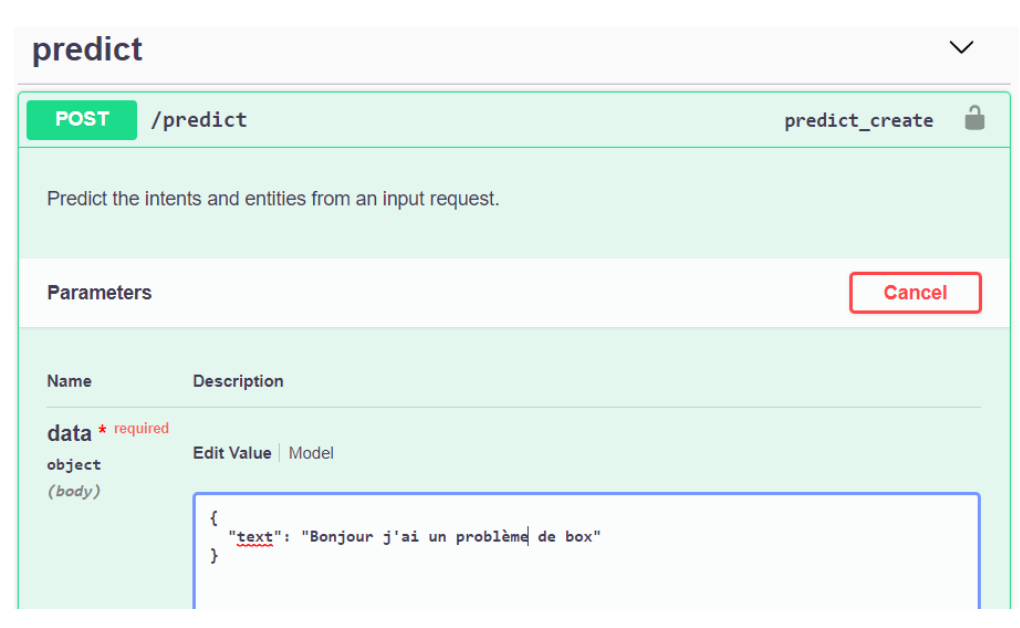 predict
POST /predict predict_create
Predict the intents and entities from an input request.
Parameters Cancel
Name Description
data * required
object
(body)
Edit Value Model
{
"text": "Bonjour j'ai un problème de box"
}